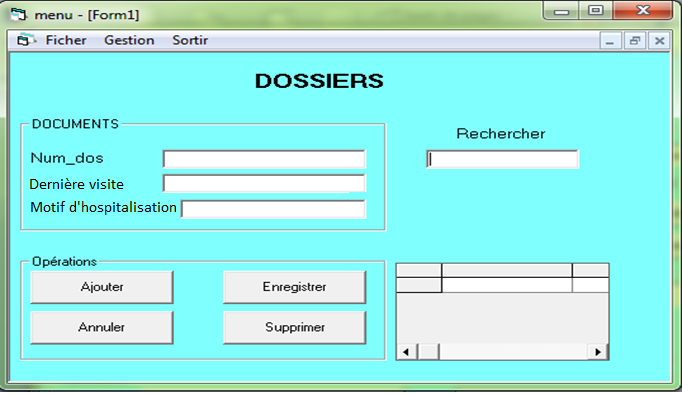 menu - [Form1]
Ficher Gestion Sortir
DOSSIERS
DOCUMENTS
Num_dos
Dernière visite
Motif d'hospitalisation
Rechercher
Opérations
Ajouter Enregistrer
Annuler Supprimer